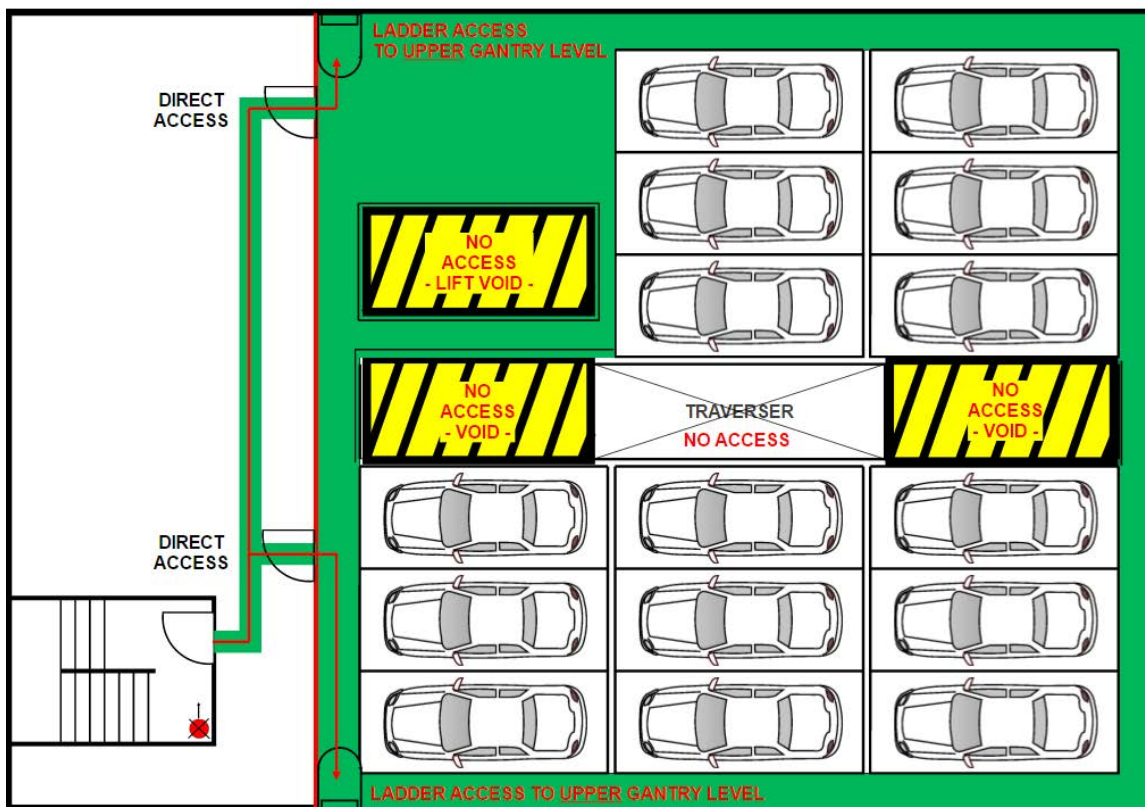 LADDER ACCESS
TO UPPER GANTRY LEVEL
DIRECT
ACCESS
NO
ACCESS
- LIFT VOID -
NO
ACCESS
- VOID -
TRAVERSER
NO ACCESS
NO
ACCESS
- VOID -
DIRECT
ACCESS
LADDER ACCESS TO UPPER GANTRY LEVEL